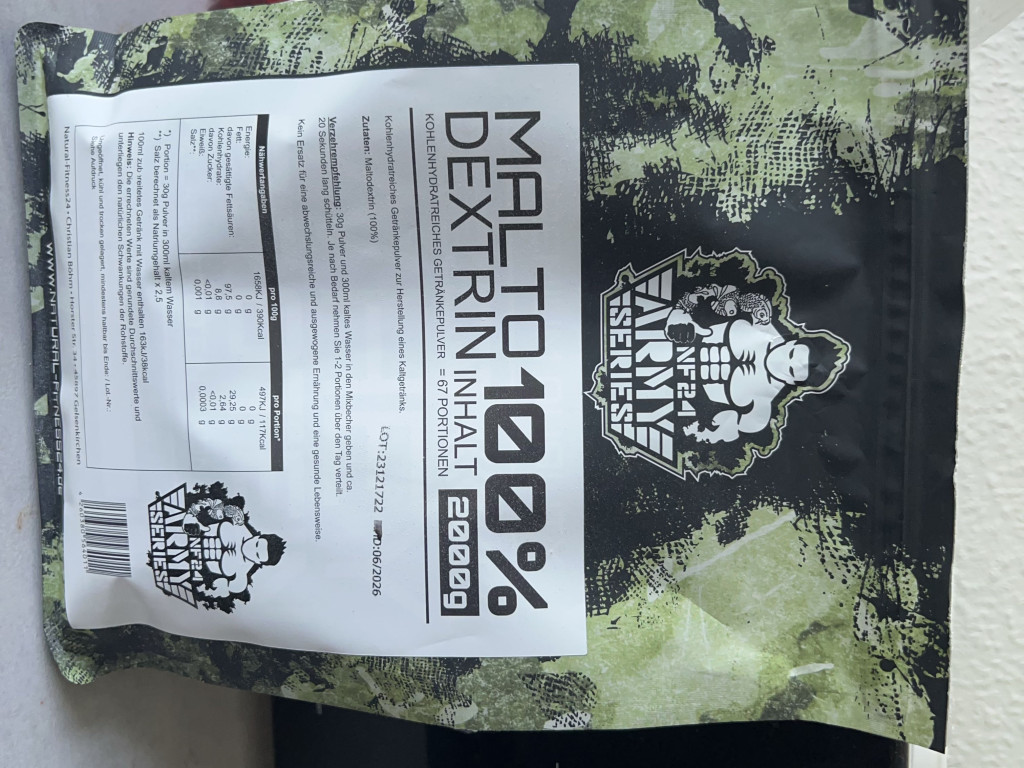 ARMY
NF24
SERIES
MALTO 100%
DEXTRIN INHALT 2000g
KOHLENHYDRATREICHES GETRÄNKEPULVER = 67 PORTIONEN
Kohlenhydratreiches Getränkepulver zur Herstellung eines Kaltgetränks.
LOT:23121722 06/2026
Zutaten: Maltodextrin (100%)
Verzehrempfehlung: 30g Pulver und 300ml kaltes Wasser in den Mixbecher geben und ca.
20 Sekunden lang schütteln. Je nach Bedarf nehmen Sie 1-2 Portionen über den Tag verteilt.
Kein Ersatz für eine abwechslungsreiche und ausgewogene Ernährung und eine gesunde Lebensweise.
Nährwertangaben pro 100g pro Portion*
Energie: 1658KJ / 390Kcal 497KJ / 117Kcal
Fett: 0 g 0 g
davon gesättigte Fettsäuren: 0 g 0 g
Kohlenhydrate: 97,5 g 29,25 g
davon Zucker: 8,8 g 2,64 g
Eiweiß: <0,01 g <0,01 g
Salz**: 0,001 g 0,0003 g
*) Portion = 30g Pulver in 300ml kaltem Wasser
**) Salz berechnet als Natriumgehalt x 2,5
100ml zubereitetes Getränk mit Wasser enthalten 163kJ/38kcal
Hinweis: Die errechneten Werte sind gerundete Durchschnittswerte und
unterliegen den natürlichen Schwankungen der Rohstoffe.
Ungeöffnet, kühl und trocken gelagert, mindestens haltbar bis Ende: / Lot.-Nr.:
Siehe Aufdruck
Natural-Fitness24 • Christian Böhm • Horster Str. 34 • 45897 Gelsenkirchen
ARMY
NF24
SERIES
WWW.NATURAL-FITNESS24.DE